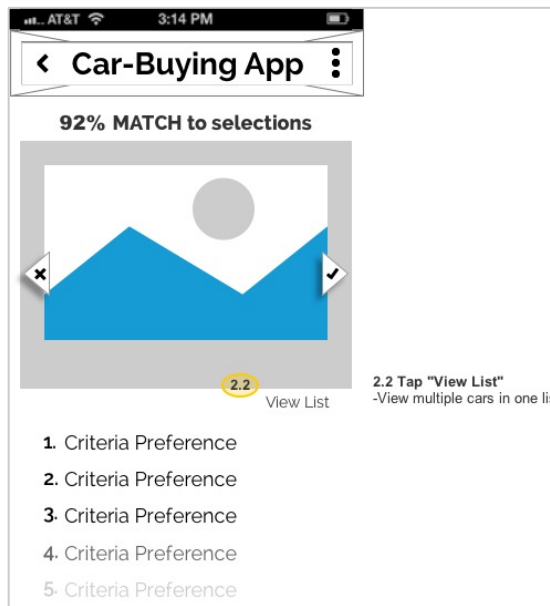 AT&T 3:14 PM
Car-Buying App
92% MATCH to selections
2.2
View List
2.2 Tap "View List"
-View multiple cars in one lis
1. Criteria Preference
2. Criteria Preference
3. Criteria Preference
4. Criteria Preference
5. Criteria Preference